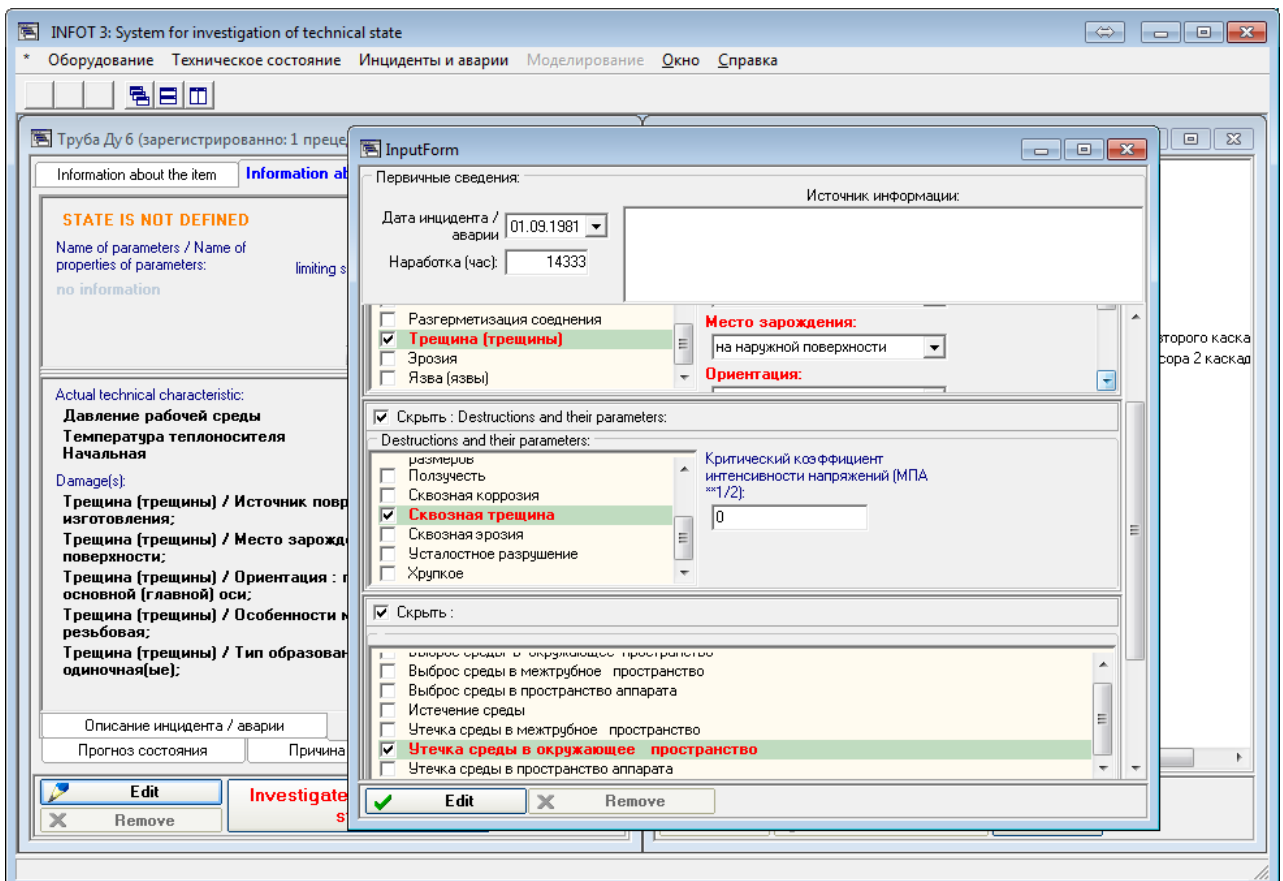 INFOT 3: System for investigation of technical state
* Оборудование Техническое состояние Инциденты и аварии Моделирование Окно Справка
Труба Ду 6 (зарегистрированно: 1 прецед
Information about the item Information ab
STATE IS NOT DEFINED
Name of parameters / Name of
properties of parameters:
limiting s
no information
Actual technical characteristic:
Давление рабочей среды
Температура теплоносителя
Начальная
Damage(s):
Трещина (трещины) / Источник повр
изготовления;
Трещина (трещины) / Место зарожд
поверхности;
Трещина (трещины) / Ориентация : п
основной (главной) оси;
Трещина (трещины) / Особенности м
резьбовая;
Трещина (трещины) / Тип образован
одиночная(ые);
Описание инцидента / аварии
Прогноз состояния Причина
Edit
Remove
Investigate
s
InputForm
Первичные сведения:
Дата инцидента /
аварии
01.09.1981
Наработка (час):
14333
Источник информации:
Разгерметизация соеднения
Трещина (трещины)
Эрозия
Язва (язвы)
Место зарождения:
на наружной поверхности
Ориентация:
Скрыть : Destructions and their parameters:
Destructions and their parameters:
размеров
Ползучесть
Сквозная коррозия
Сквозная трещина
Сквозная эрозия
Усталостное разрушение
Хрупкое
Критический коэффициент
интенсивности напряжений (МПА
**1/2):
0
Скрыть :
Выброс среды в окружающее пространство
Выброс среды в межтрубное пространство
Выброс среды в пространство аппарата
Истечение среды
Утечка среды в межтрубное пространство
Утечка среды в окружающее пространство
Утечка среды в пространство аппарата
Edit Remove
второго каска
сора 2 каскад